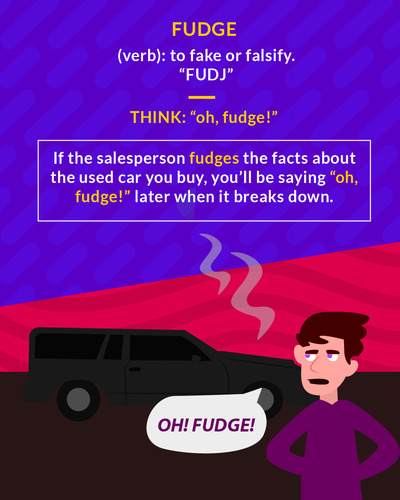 FUDGE
(verb): to fake or falsify.
“FUDJ”
THINK: “oh, fudge!”
If the salesperson fudges the facts about
the used car you buy, you’ll be saying “oh,
fudge!” later when it breaks down.
OH! FUDGE!